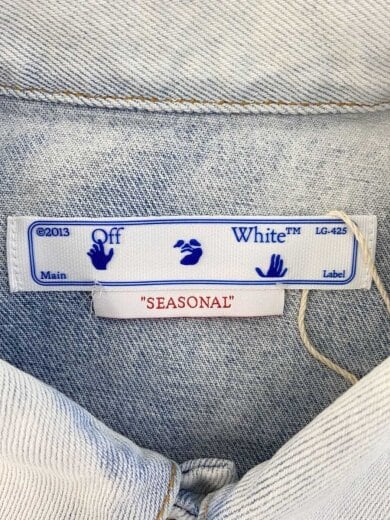 ©2013 Off White™ LG-425
Main Label
"SEASONAL"